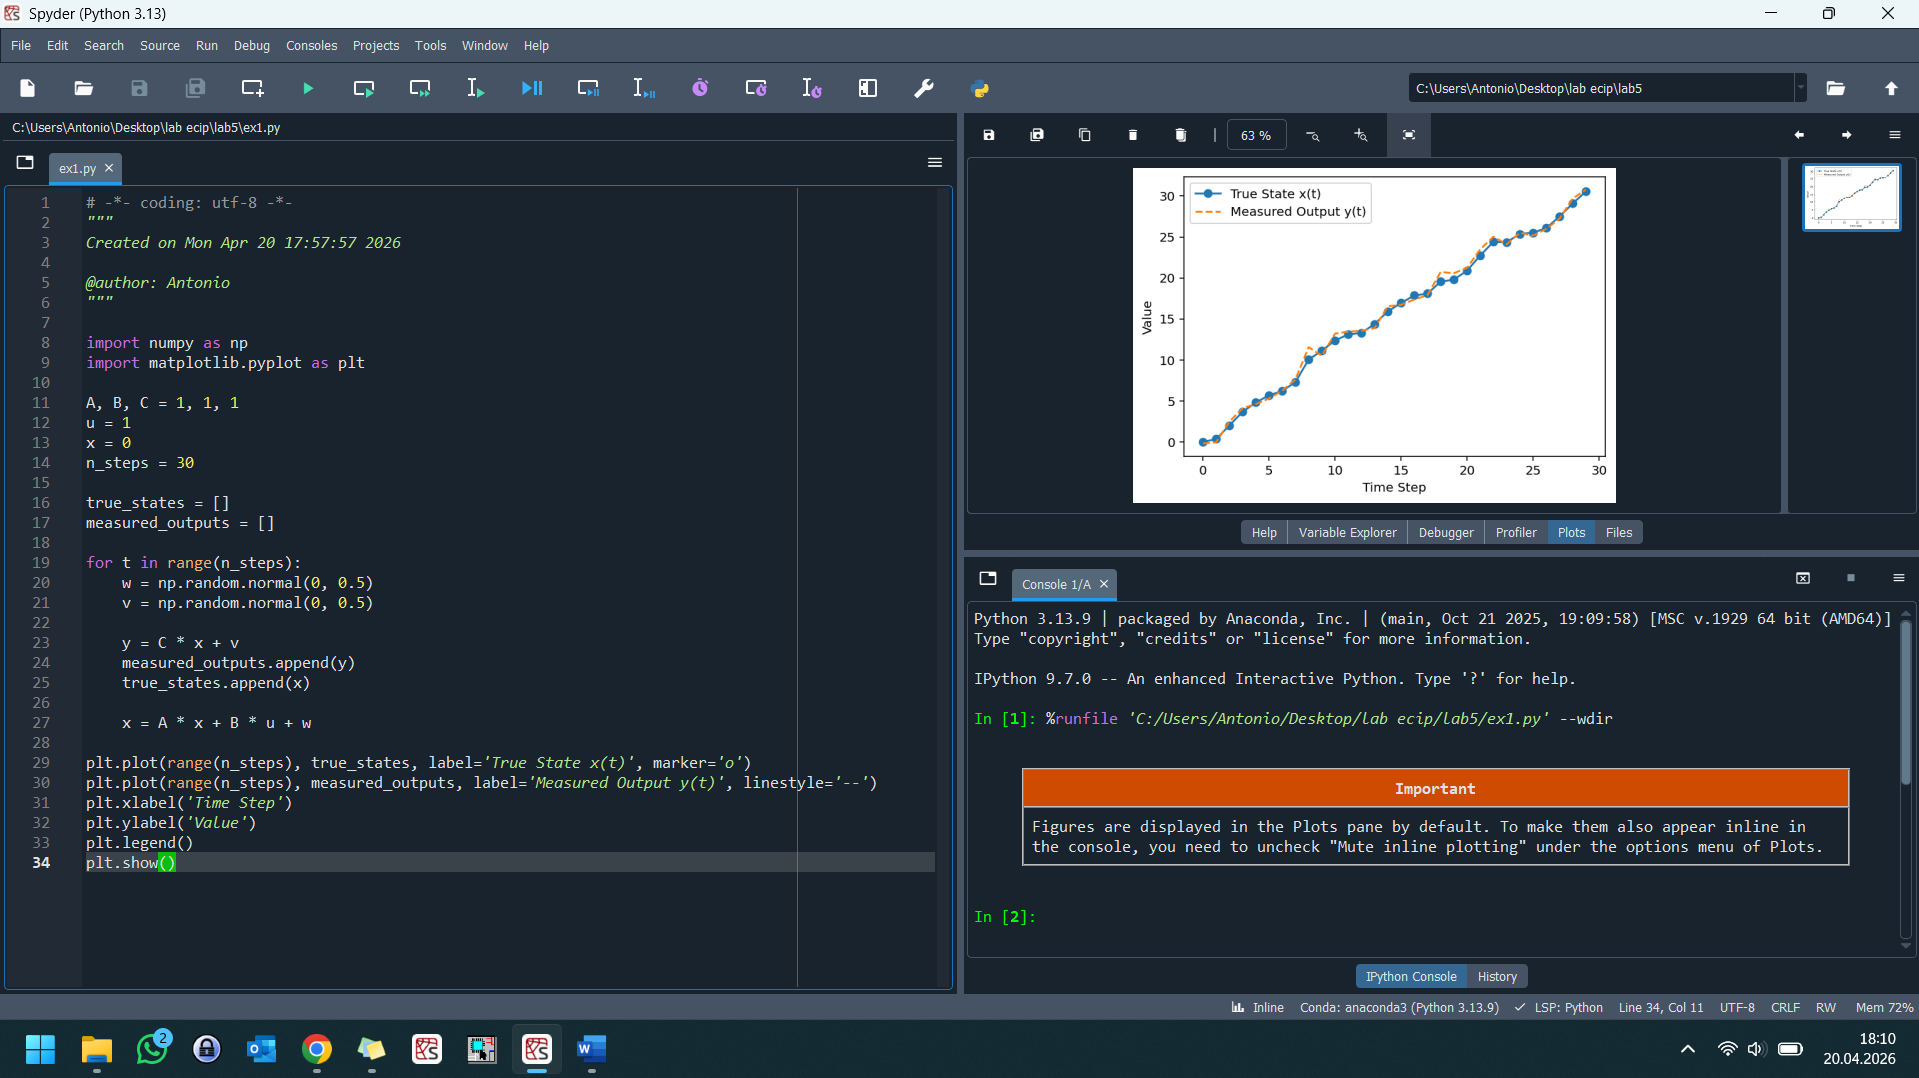 Spyder (Python 3.13)
File Edit Search Source Run Debug Consoles Projects Tools Window Help
C:\Users\Antonio\Desktop\lab ecip\lab5
C:\Users\Antonio\Desktop\lab ecip\lab5\ex1.py
ex1.py
1 # -*- coding: utf-8 -*-
2 """
3 Created on Mon Apr 20 17:57:57 2026
4
5 @author: Antonio
6 """
7
8 import numpy as np
9 import matplotlib.pyplot as plt
10
11 A, B, C = 1, 1, 1
12 u = 1
13 x = 0
14 n_steps = 30
15
16 true_states = []
17 measured_outputs = []
18
19 for t in range(n_steps):
20 w = np.random.normal(0, 0.5)
21 v = np.random.normal(0, 0.5)
22
23 y = C * x + v
24 measured_outputs.append(y)
25 true_states.append(x)
26
27 x = A * x + B * u + w
28
29 plt.plot(range(n_steps), true_states, label='True State x(t)', marker='o')
30 plt.plot(range(n_steps), measured_outputs, label='Measured Output y(t)', linestyle='--')
31 plt.xlabel('Time Step')
32 plt.ylabel('Value')
33 plt.legend()
34 plt.show()
63 %
True State x(t)
Measured Output y(t)
30
25
20
15
10
5
0
Value
0 5 10 15 20 25 30
Time Step
Help Variable Explorer Debugger Profiler Plots Files
Console 1/A
Python 3.13.9 | packaged by Anaconda, Inc. | (main, Oct 21 2025, 19:09:58) [MSC v.1929 64 bit (AMD64)]
Type "copyright", "credits" or "license" for more information.
IPython 9.7.0 -- An enhanced Interactive Python. Type '?' for help.
In [1]: %runfile 'C:/Users/Antonio/Desktop/lab ecip/lab5/ex1.py' --wdir
Important
Figures are displayed in the Plots pane by default. To make them also appear inline in
the console, you need to uncheck "Mute inline plotting" under the options menu of Plots.
In [2]:
IPython Console History
Inline Conda: anaconda3 (Python 3.13.9) LSP: Python Line 34, Col 11 UTF-8 CRLF RW Mem 72%
2
18:10
20.04.2026